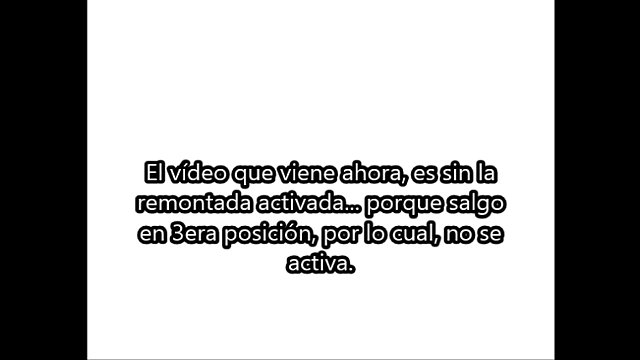 El vídeo que viene ahora, es sin la
remontada activada... porque salgo
en 3era posición, por lo cual, no se
activa.